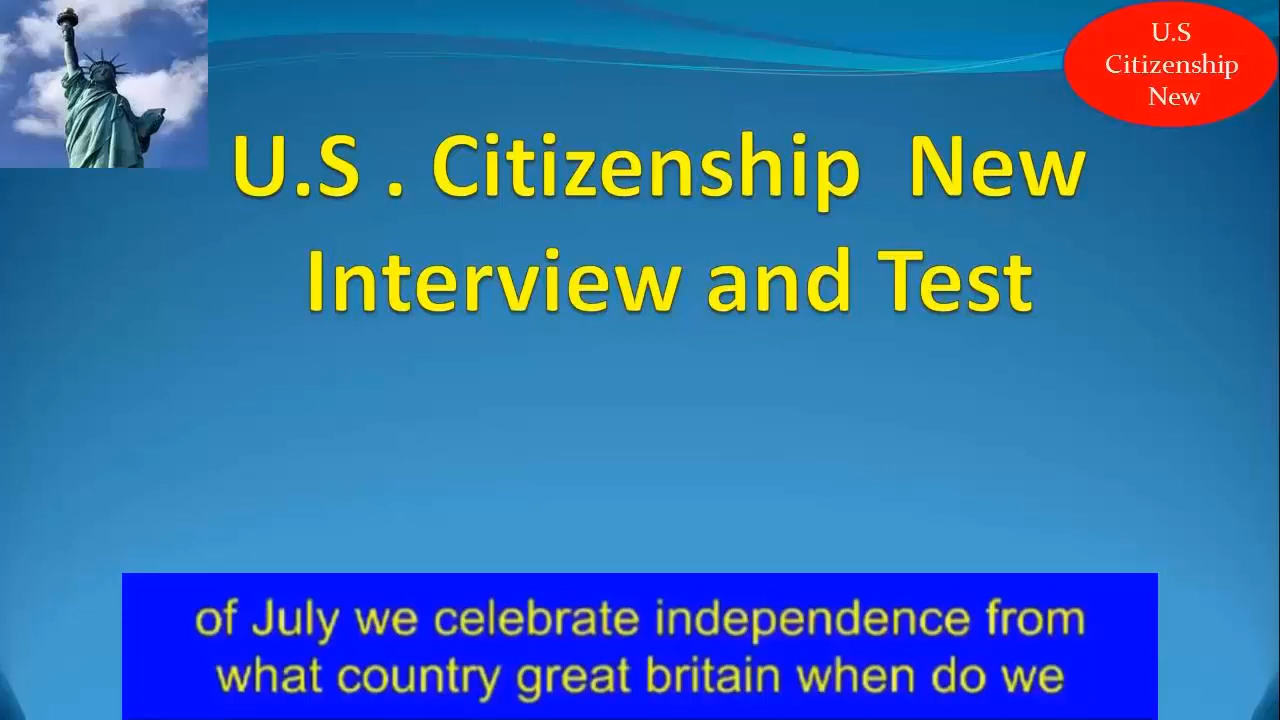 U.S
Citizenship
New
U.S . Citizenship New
Interview and Test
of July we celebrate independence from
what country great britain when do we